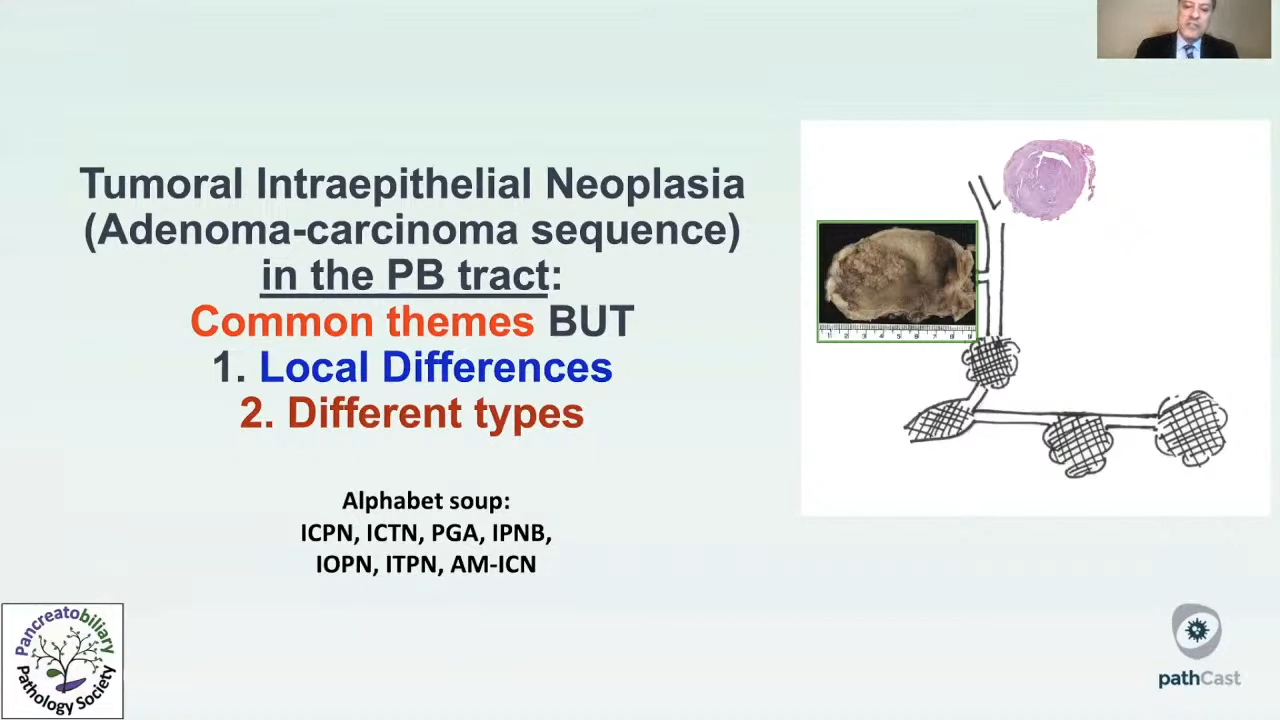 Tumoral Intraepithelial Neoplasia
(Adenoma-carcinoma sequence)
in the PB tract:
Common themes BUT
1. Local Differences
2. Different types
Alphabet soup:
ICPN, ICTN, PGA, IPNB,
IOPN, ITPN, AM-ICN
Pancreatobiliary
Pathology Society
pathCast